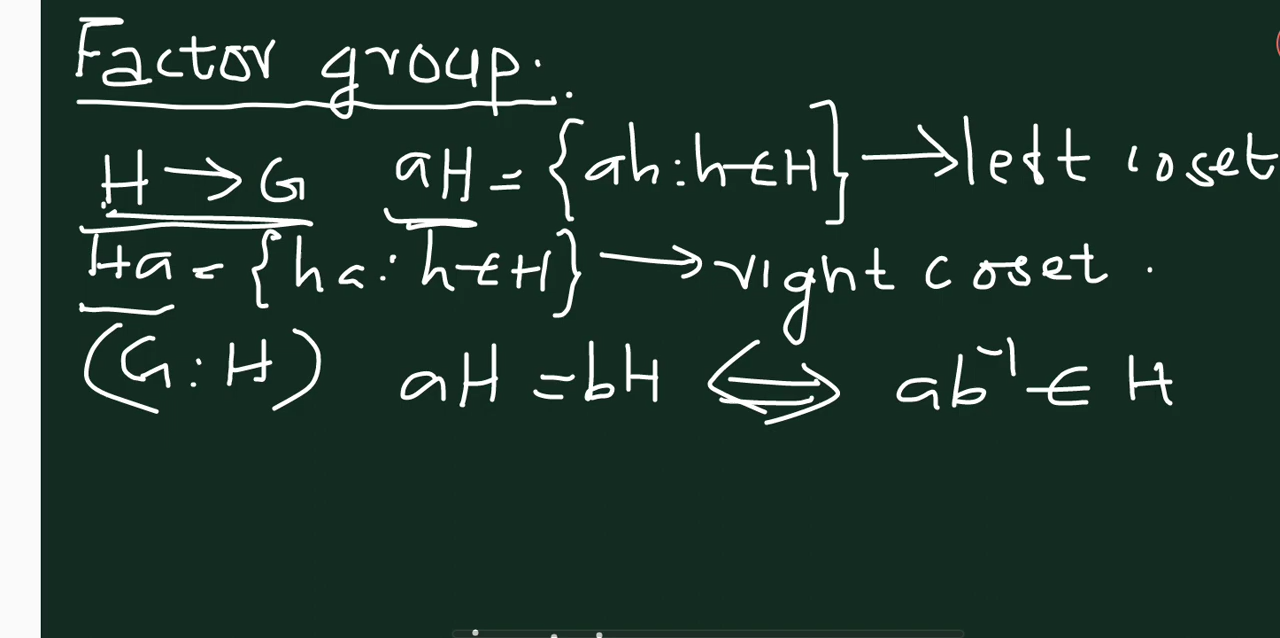 Factor group.
H → G aH = {ah : h ∈ H} → left coset
Ha = {ha : h ∈ H} → right coset.
(G : H) aH = bH ⟺ ab⁻¹ ∈ H